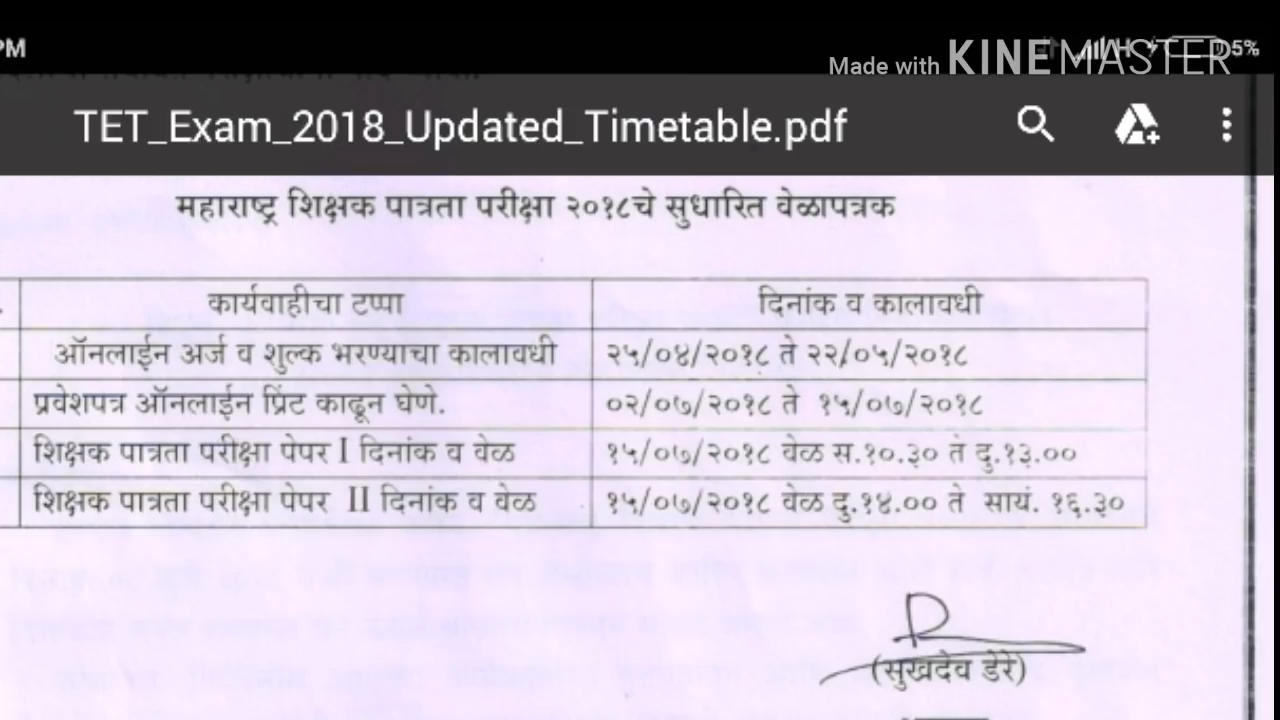 PM
5%
Made with KINEMASTER
TET_Exam_2018_Updated_Timetable.pdf
महाराष्ट्र शिक्षक पात्रता परीक्षा २०१८चे सुधारित वेळापत्रक
कार्यवाहीचा टप्पा दिनांक व कालावधी
ऑनलाईन अर्ज व शुल्क भरण्याचा कालावधी २५/०४/२०१८ ते २२/०५/२०१८
प्रवेशपत्र ऑनलाईन प्रिंट काढून घेणे. ०२/०७/२०१८ ते १५/०७/२०१८
शिक्षक पात्रता परीक्षा पेपर I दिनांक व वेळ १५/०७/२०१८ वेळ स.१०.३० ते दु.१३.००
शिक्षक पात्रता परीक्षा पेपर II दिनांक व वेळ १५/०७/२०१८ वेळ दु.१४.०० ते सायं. १६.३०
(सुखदेव डेरे)